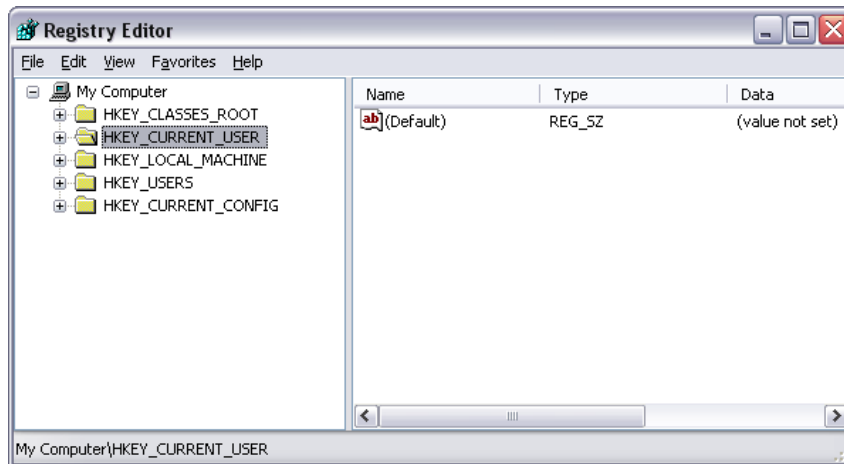 Registry Editor
File Edit View Favorites Help
My Computer
HKEY_CLASSES_ROOT
HKEY_CURRENT_USER
HKEY_LOCAL_MACHINE
HKEY_USERS
HKEY_CURRENT_CONFIG
Name Type Data
ab (Default) REG_SZ (value not set)
My Computer\HKEY_CURRENT_USER